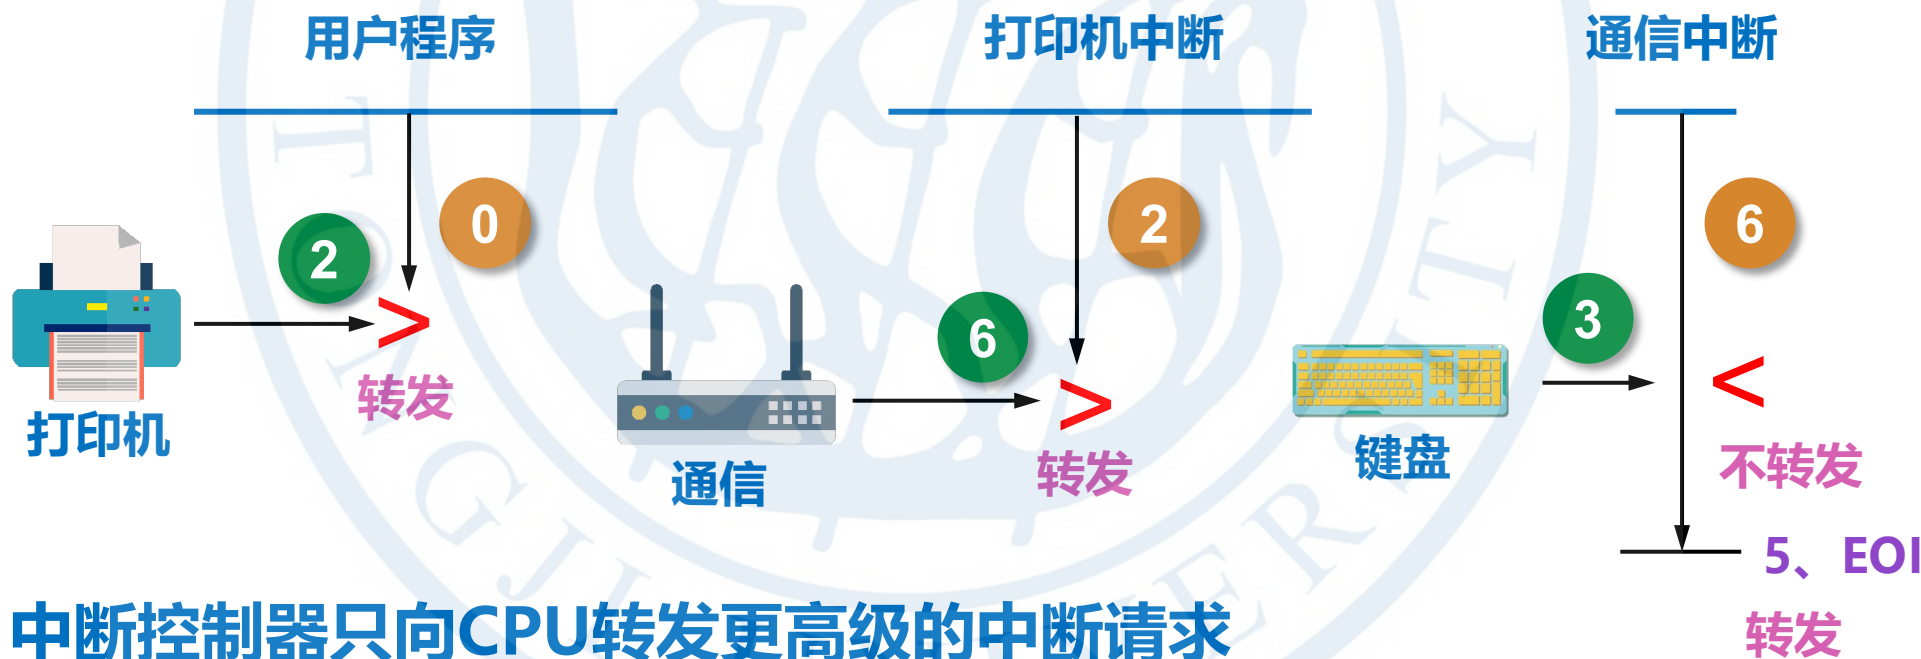 用户程序
打印机中断
通信中断
0
2
6
2
6
3
>
>
<
转发
转发
不转发
打印机
通信
键盘
5、EOI
转发
中断控制器只向CPU转发更高级的中断请求
TONGJI UNIVERSITY